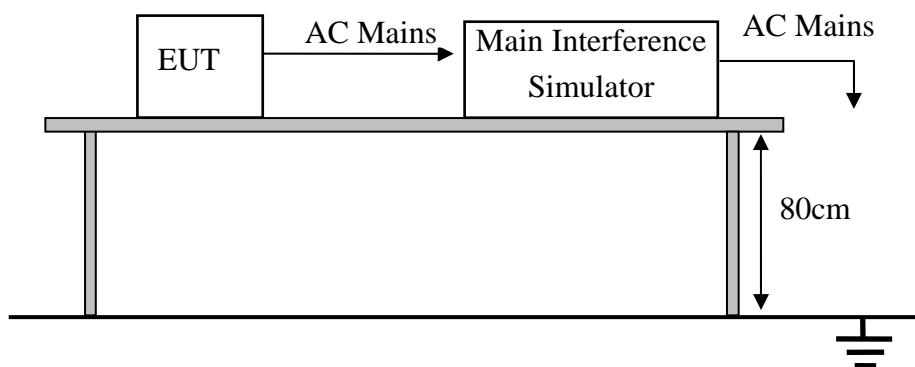 EUT
AC Mains
Main Interference
Simulator
AC Mains
80cm